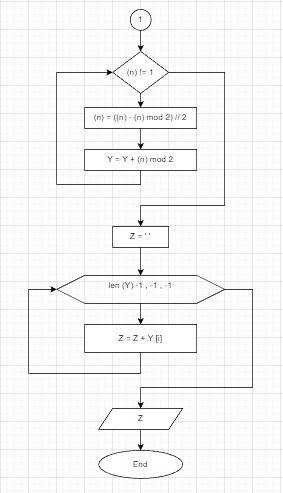 1
(n) != 1
(n) = ((n) - (n) mod 2) // 2
Y = Y + (n) mod 2
Z = ' '
len (Y) -1 , -1 , -1
Z = Z + Y [i]
Z
End